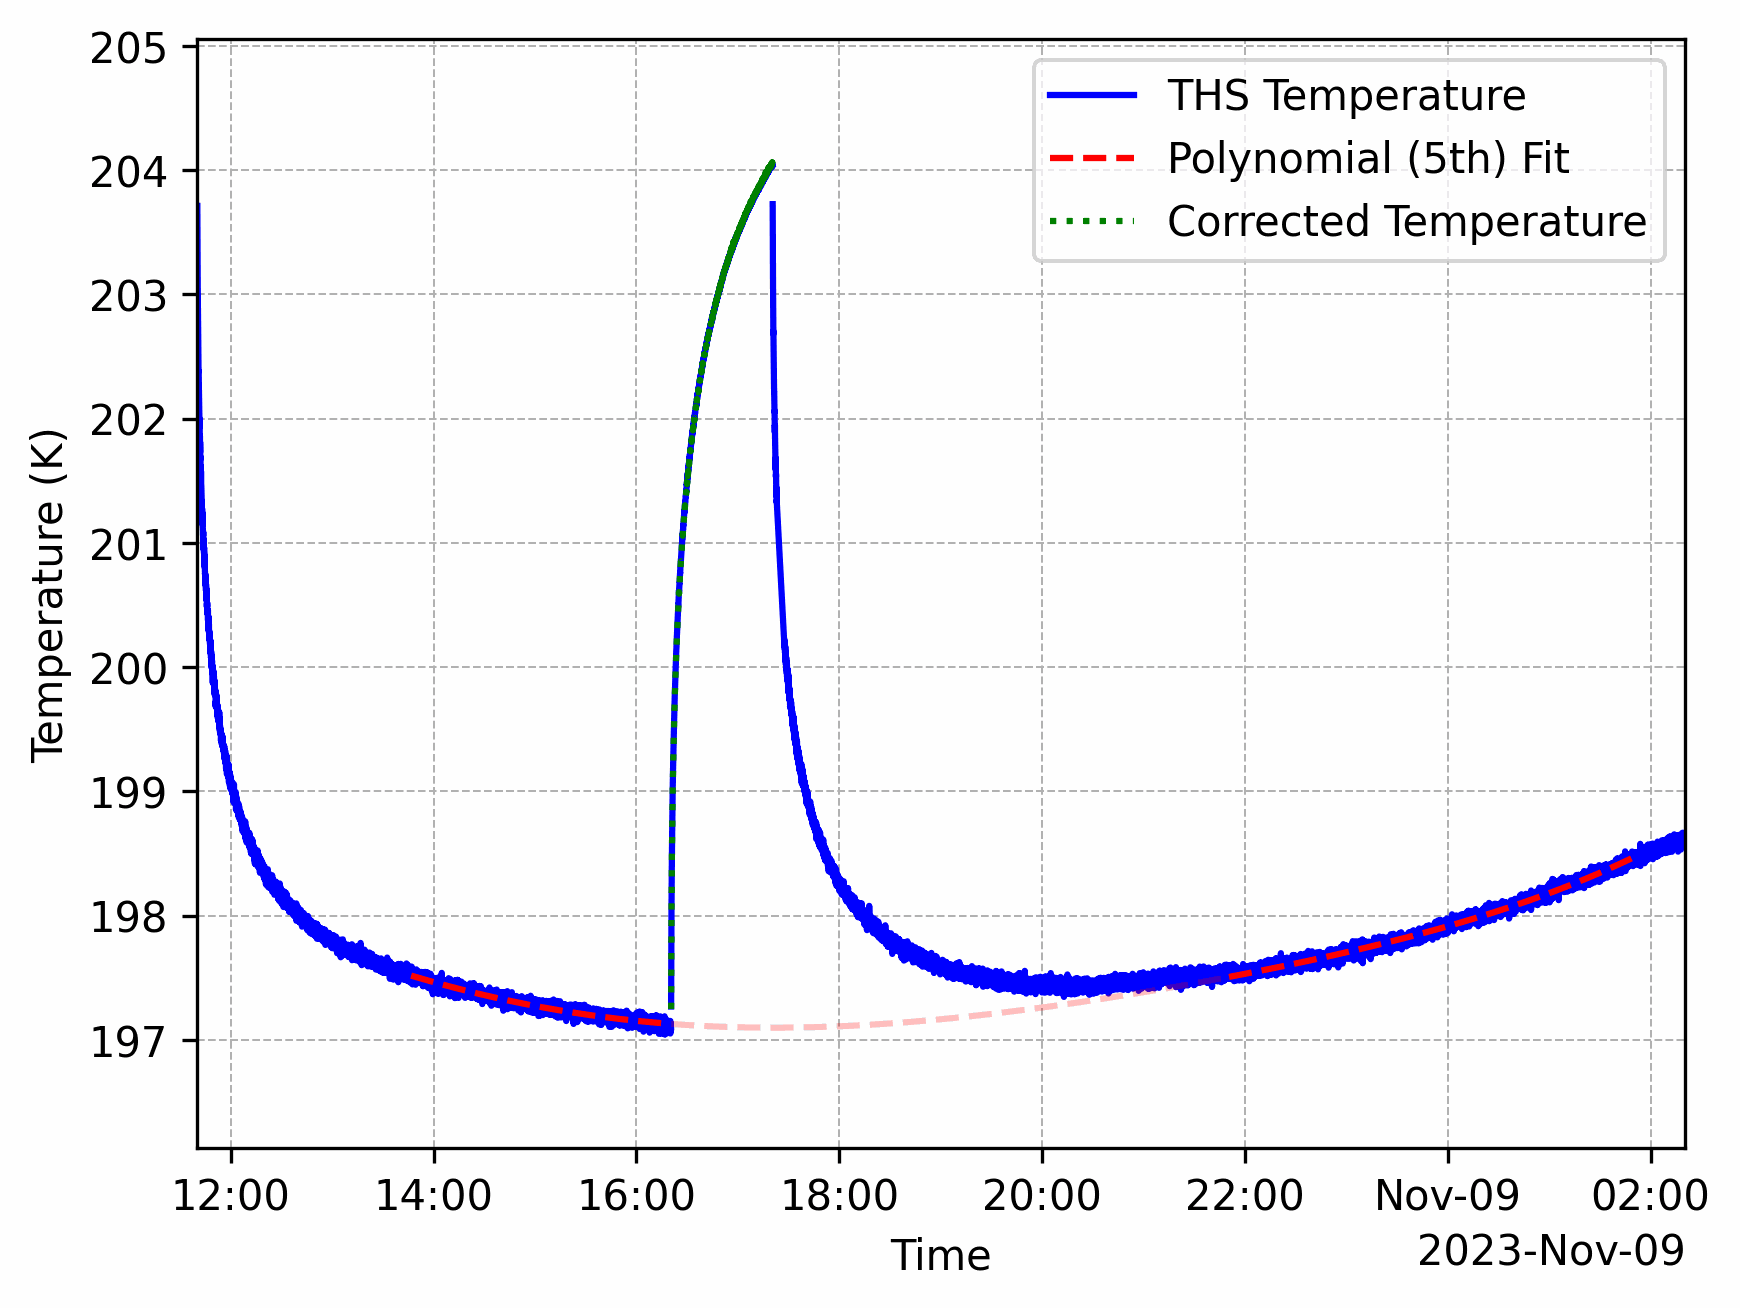 205
204
203
202
201
200
199
198
197
Temperature (K)
THS Temperature
Polynomial (5th) Fit
Corrected Temperature
12:00 14:00 16:00 18:00 20:00 22:00 Nov-09 02:00
Time
2023-Nov-09